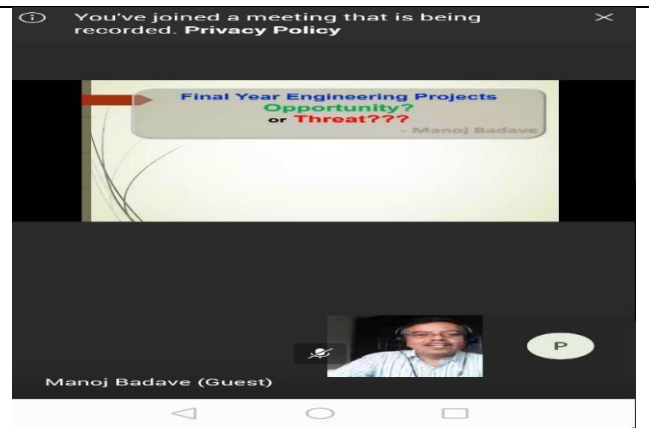 You've joined a meeting that is being
recorded. Privacy Policy
Final Year Engineering Projects
Opportunity?
or Threat???
- Manoj Badave
P
Manoj Badave (Guest)